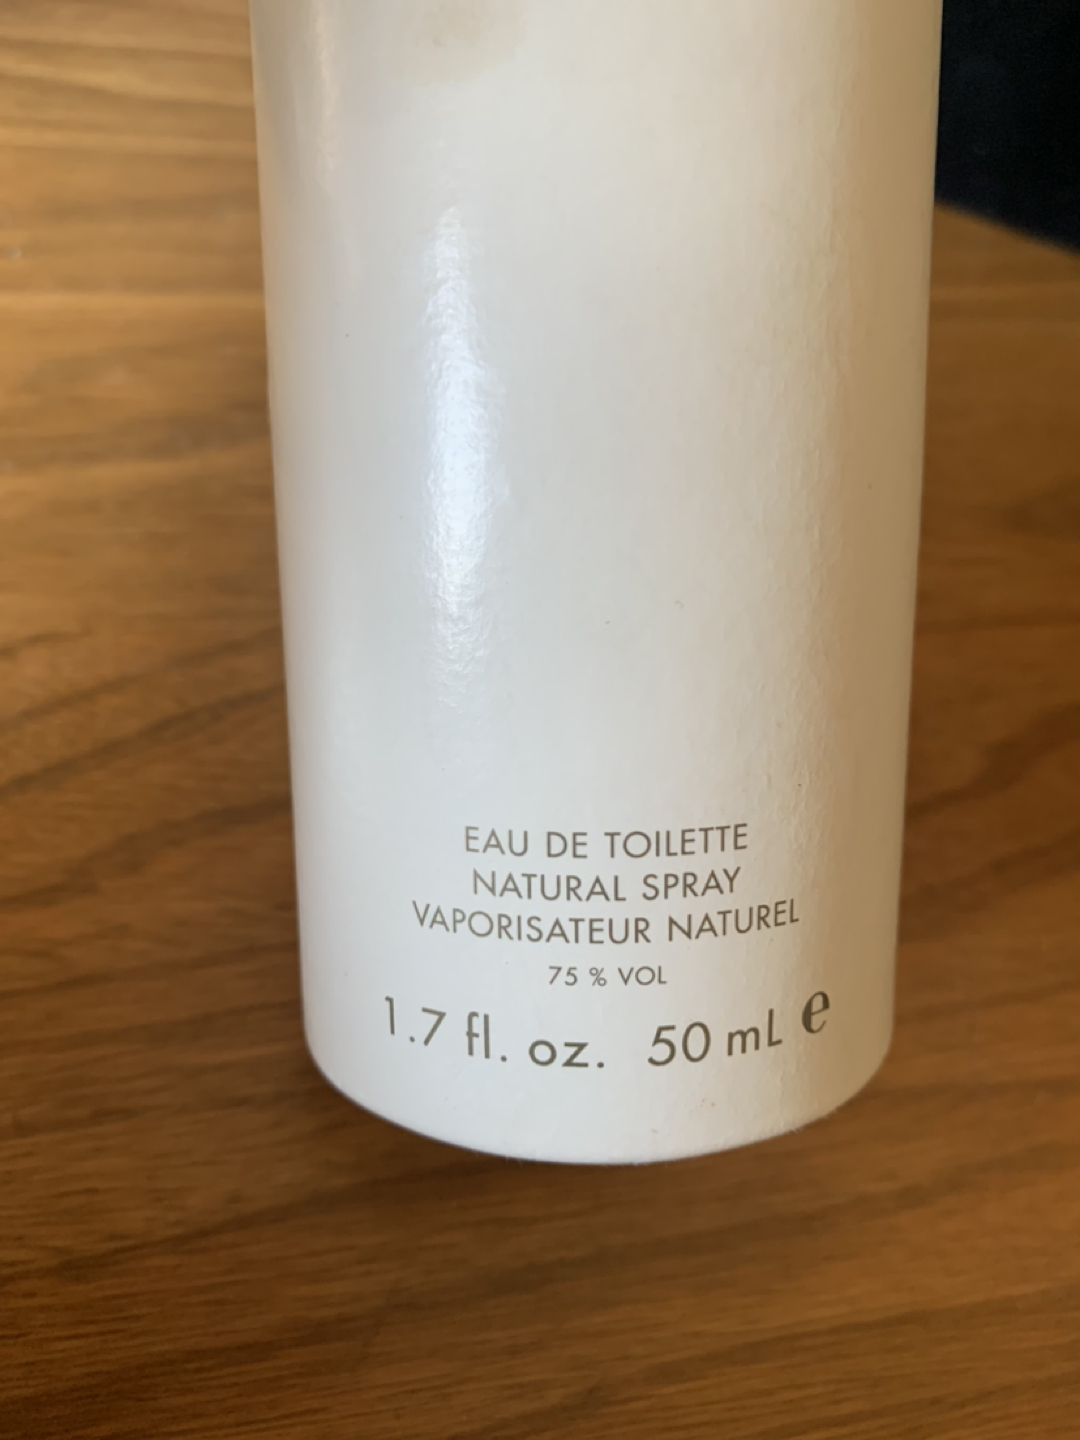 EAU DE TOILETTE
NATURAL SPRAY
VAPORISATEUR NATUREL
75 % VOL
1.7 fl. oz. 50 mL e